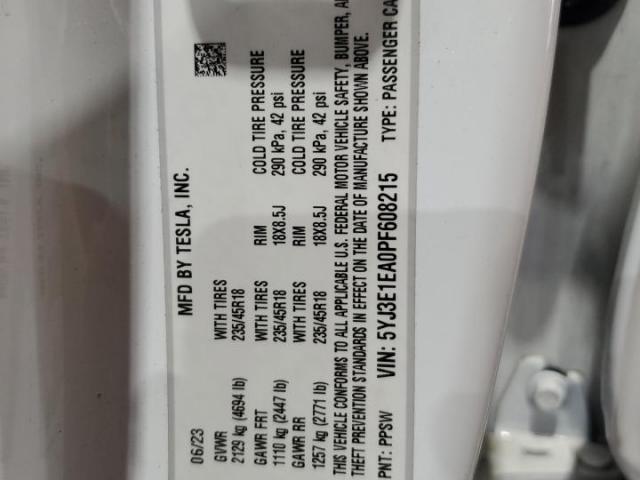 MFD BY TESLA, INC.
06/23
GVWR WITH TIRES
2129 kg (4694 lb) 235/45R18
GAWR FRT WITH TIRES RIM COLD TIRE PRESSURE
1110 kg (2447 lb) 235/45R18 18X8.5J 290 kPa, 42 psi
GAWR RR WITH TIRES RIM COLD TIRE PRESSURE
1257 kg (2771 lb) 235/45R18 18X8.5J 290 kPa, 42 psi
THIS VEHICLE CONFORMS TO ALL APPLICABLE U.S. FEDERAL MOTOR VEHICLE SAFETY, BUMPER, A
THEFT PREVENTION STANDARDS IN EFFECT ON THE DATE OF MANUFACTURE SHOWN ABOVE.
PNT: PPSW VIN: 5YJ3E1EA0PF608215 TYPE: PASSENGER CA